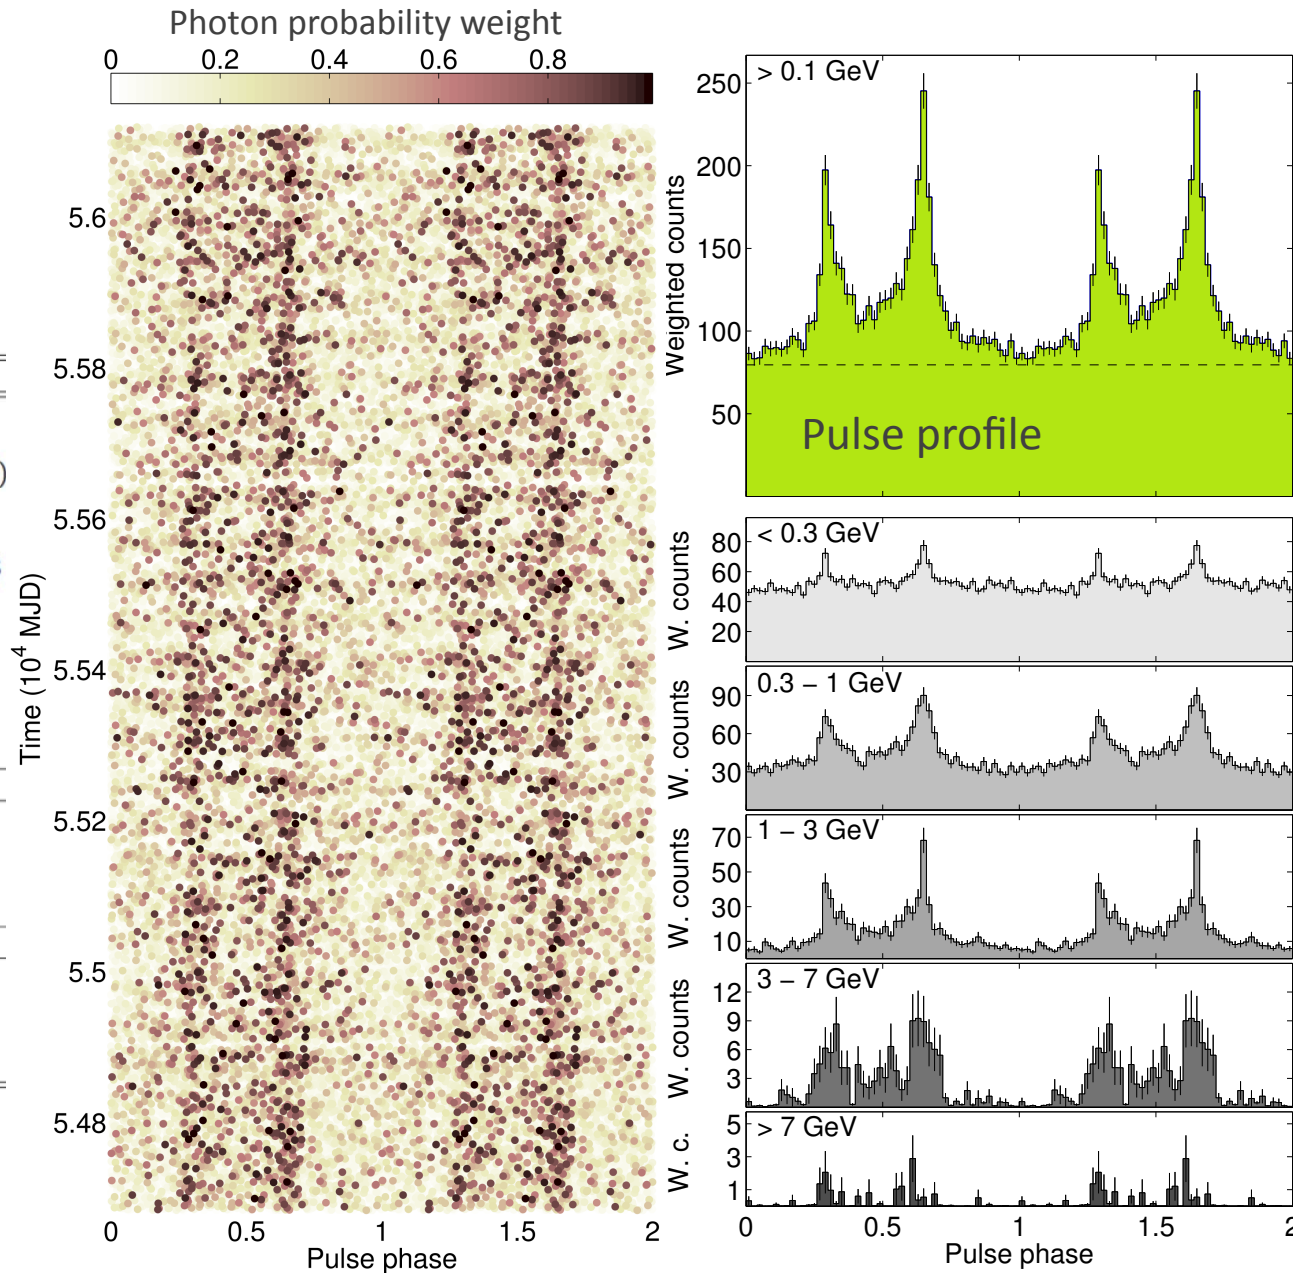 Photon probability weight
0 0.2 0.4 0.6 0.8
Time (10⁴ MJD)
5.6
5.58
5.56
5.54
5.52
5.5
5.48
0 0.5 1 1.5 2
Pulse phase
> 0.1 GeV
Weighted counts
250
200
150
100
50
Pulse profile
< 0.3 GeV
W. counts
80
60
40
20
0.3 – 1 GeV
W. counts
90
60
30
1 – 3 GeV
W. counts
70
50
30
10
3 – 7 GeV
W. counts
12
9
6
3
> 7 GeV
W. c.
5
3
1
0 0.5 1 1.5 2
Pulse phase
)